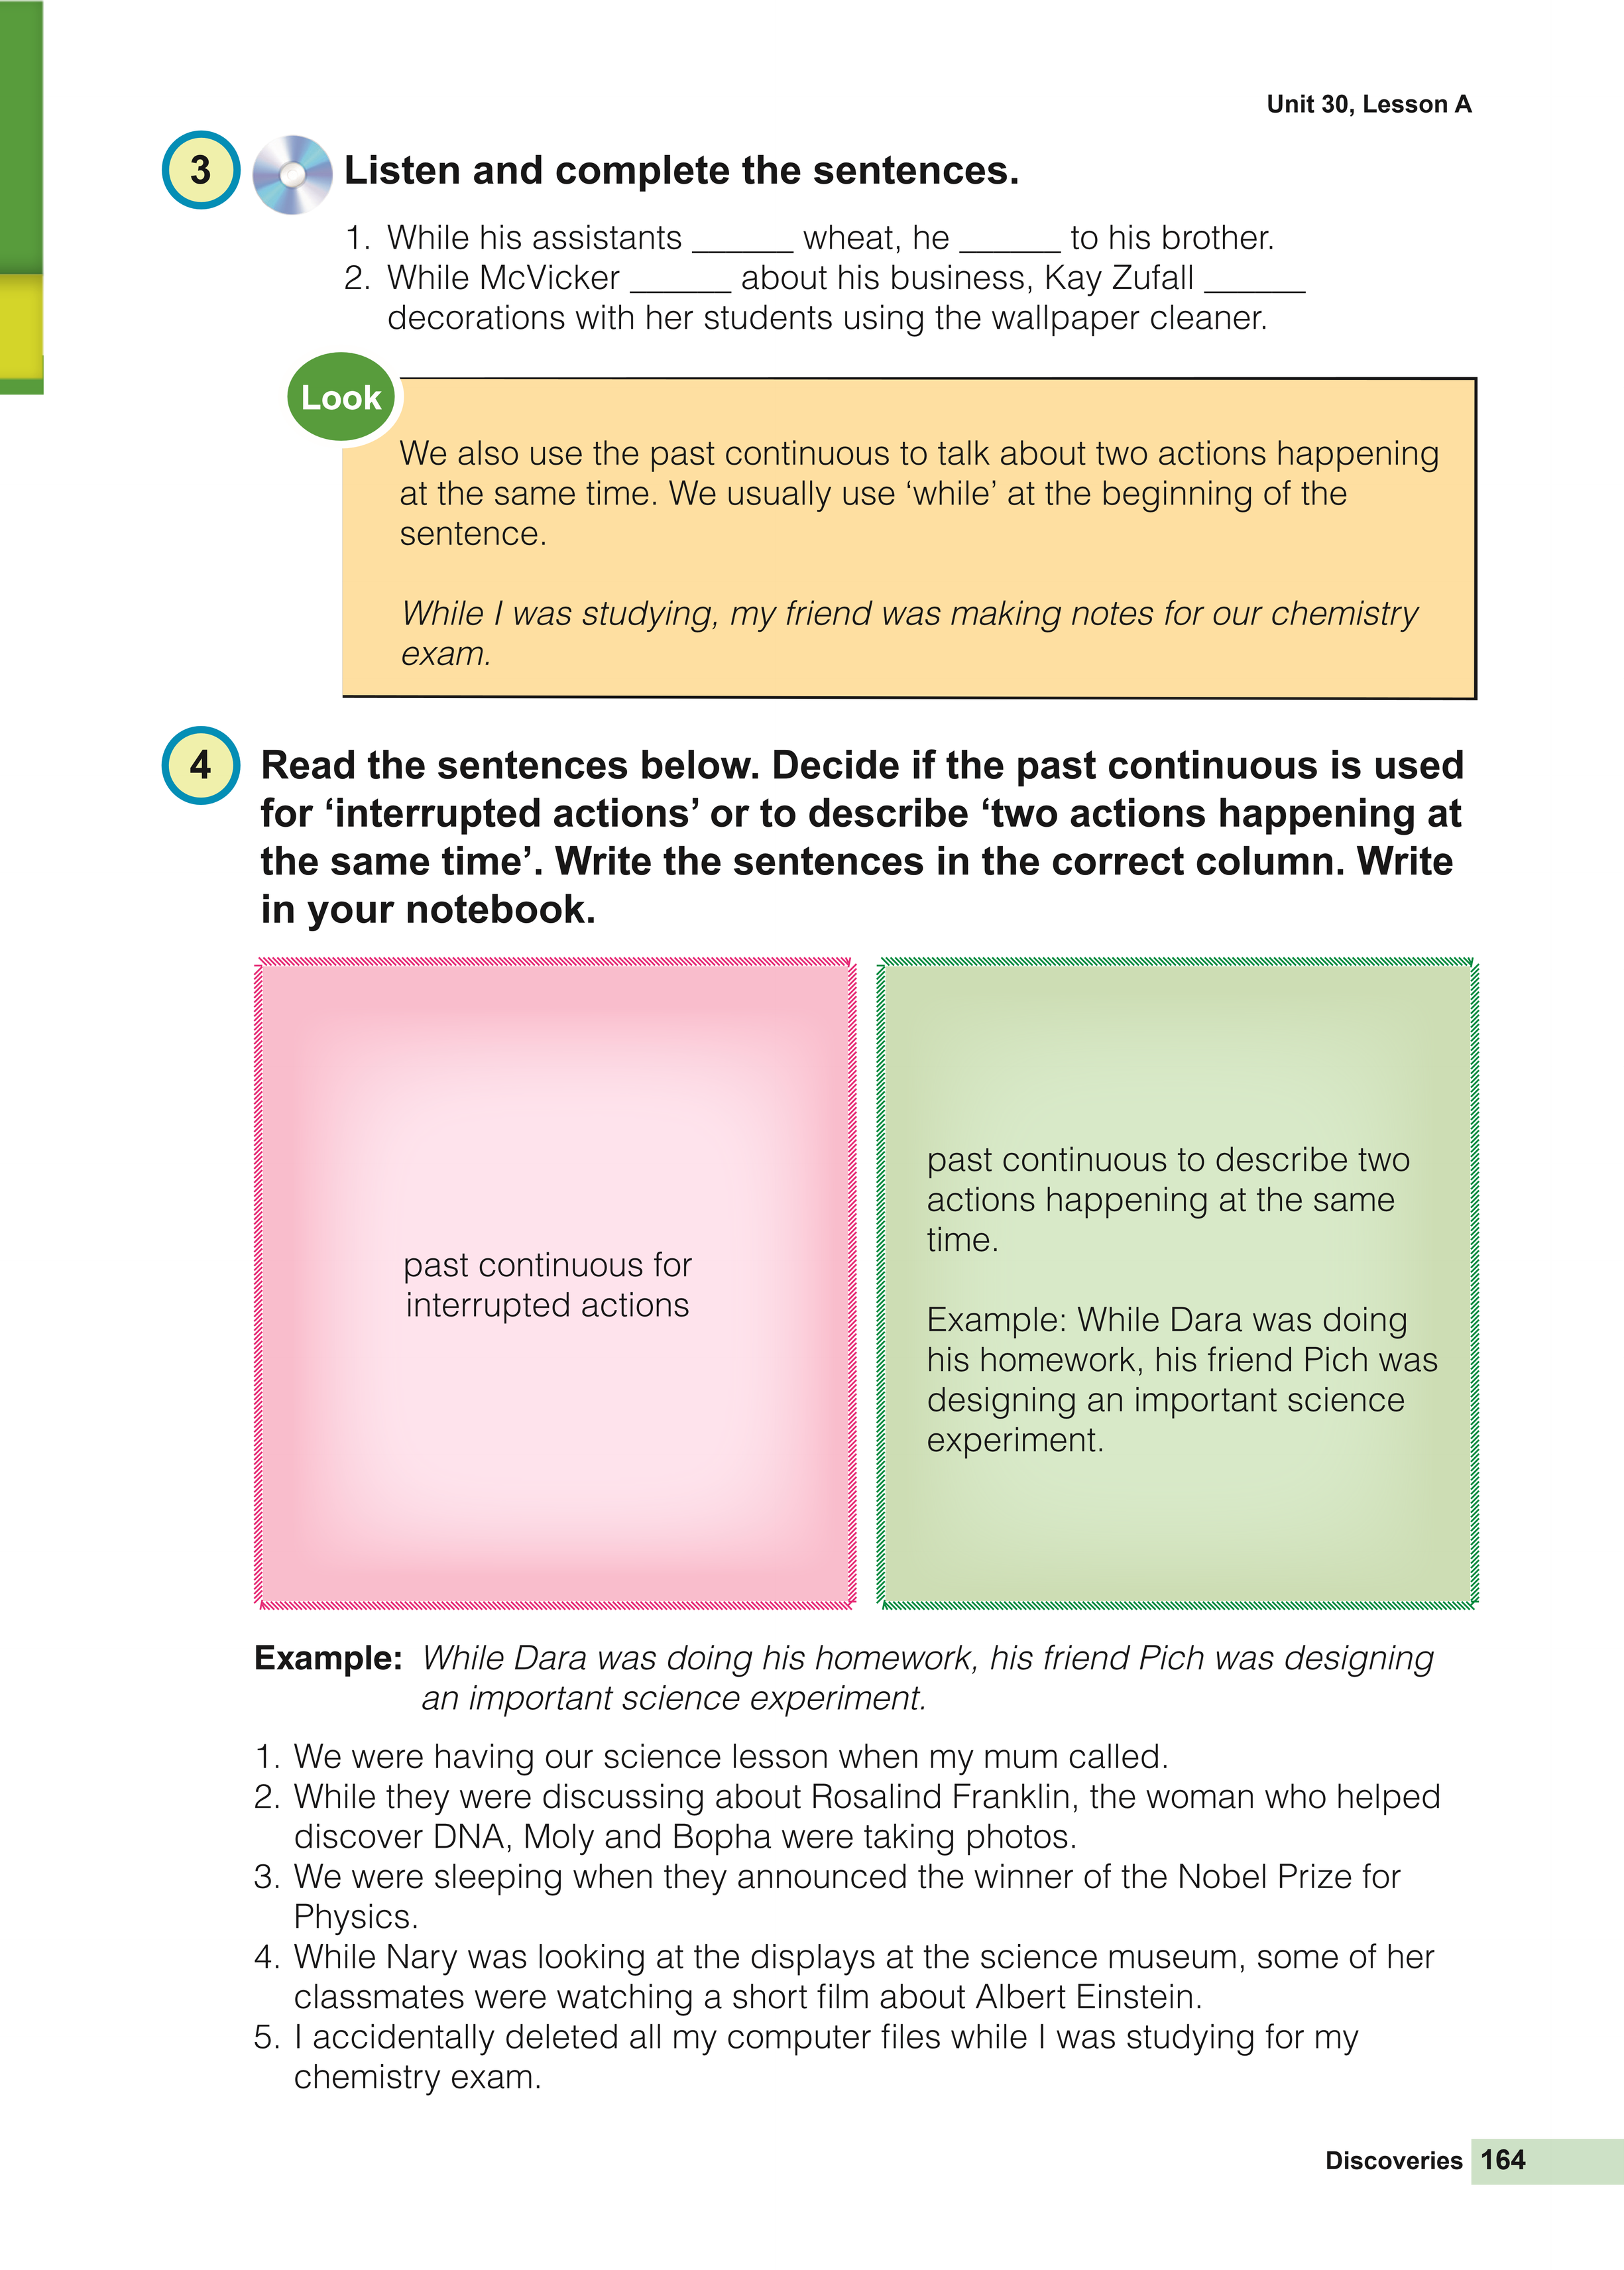 Unit 30, Lesson A
3 Listen and complete the sentences.
1. While his assistants ______ wheat, he ______ to his brother.
2. While McVicker ______ about his business, Kay Zufall ______
decorations with her students using the wallpaper cleaner.
Look
We also use the past continuous to talk about two actions happening
at the same time. We usually use ‘while’ at the beginning of the
sentence.
While I was studying, my friend was making notes for our chemistry
exam.
4 Read the sentences below. Decide if the past continuous is used
for ‘interrupted actions’ or to describe ‘two actions happening at
the same time’. Write the sentences in the correct column. Write
in your notebook.
past continuous for
interrupted actions
past continuous to describe two
actions happening at the same
time.
Example: While Dara was doing
his homework, his friend Pich was
designing an important science
experiment.
Example: While Dara was doing his homework, his friend Pich was designing
an important science experiment.
1. We were having our science lesson when my mum called.
2. While they were discussing about Rosalind Franklin, the woman who helped
discover DNA, Moly and Bopha were taking photos.
3. We were sleeping when they announced the winner of the Nobel Prize for
Physics.
4. While Nary was looking at the displays at the science museum, some of her
classmates were watching a short film about Albert Einstein.
5. I accidentally deleted all my computer files while I was studying for my
chemistry exam.
Discoveries 164